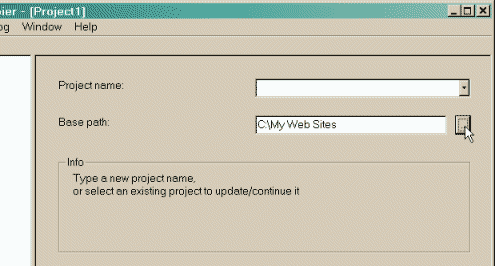 pier - [Project1]
og Window Help
Project name:
Base path: C:\My Web Sites
Info
Type a new project name,
or select an existing project to update/continue it